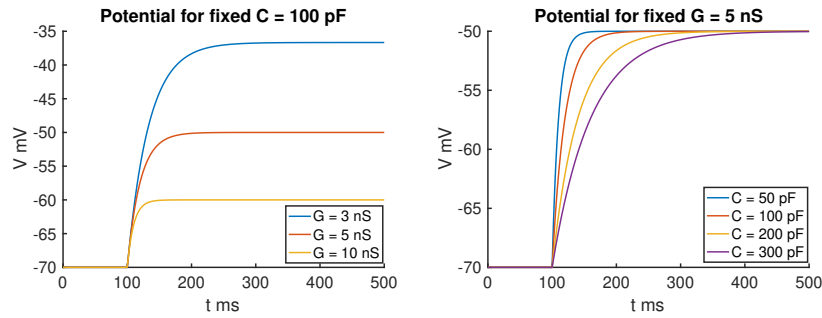 Potential for fixed C = 100 pF
-35
-40
-45
-50
-55
-60
-65
-70
V mV
0
100
200
300
400
500
t ms
G = 3 nS
G = 5 nS
G = 10 nS
Potential for fixed G = 5 nS
-50
-55
-60
-65
-70
V mV
0
100
200
300
400
500
t ms
C = 50 pF
C = 100 pF
C = 200 pF
C = 300 pF